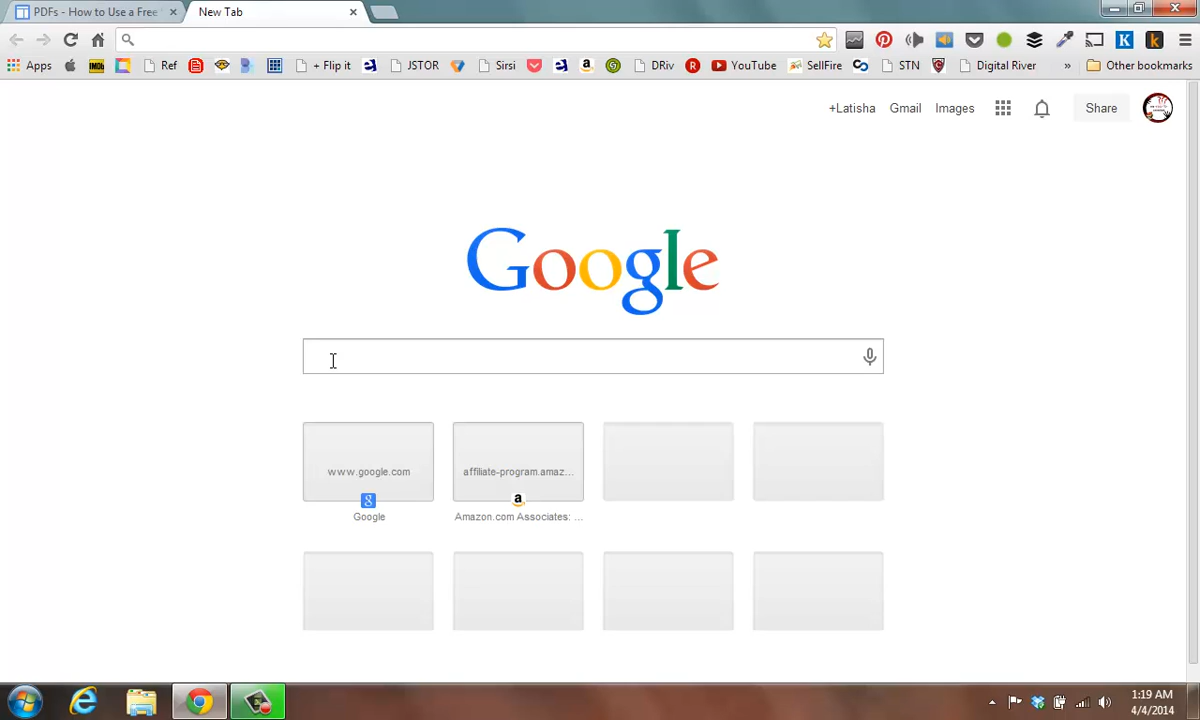 PDFs - How to Use a Free
New Tab
Apps
IMDb
Ref
+ Flip it
JSTOR
Sirsi
DRiv
YouTube
SellFire
STN
Digital River
»
Other bookmarks
+Latisha
Gmail
Images
Share
Google
www.google.com
affiliate-program.amaz...
Google
Amazon.com Associates: ...
1:19 AM
4/4/2014